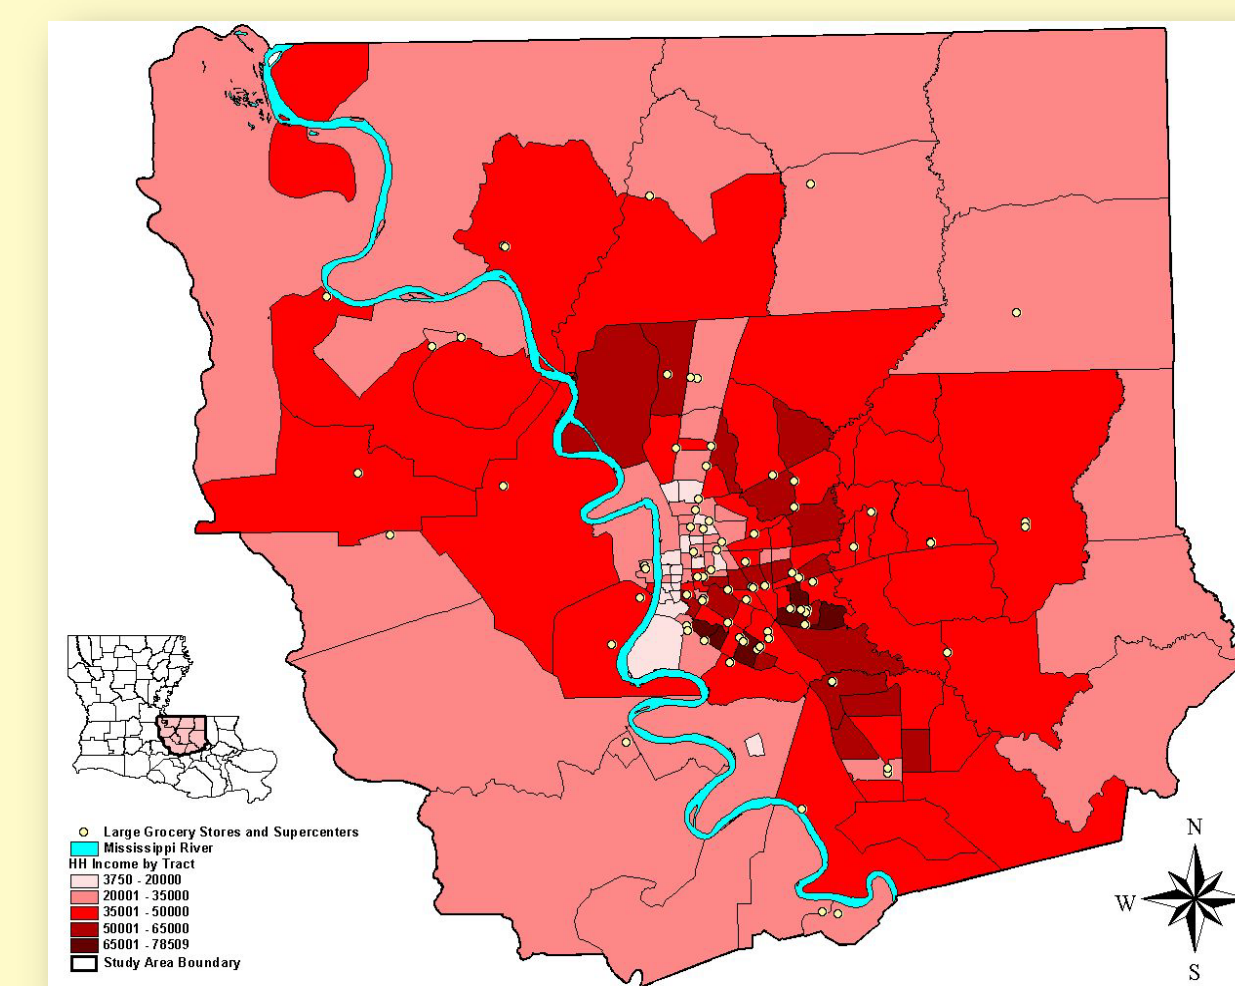 Large Grocery Stores and Supercenters
Mississippi River
HH Income by Tract
3750 - 20000
20001 - 35000
35001 - 50000
50001 - 65000
65001 - 78509
Study Area Boundary
N
W
S